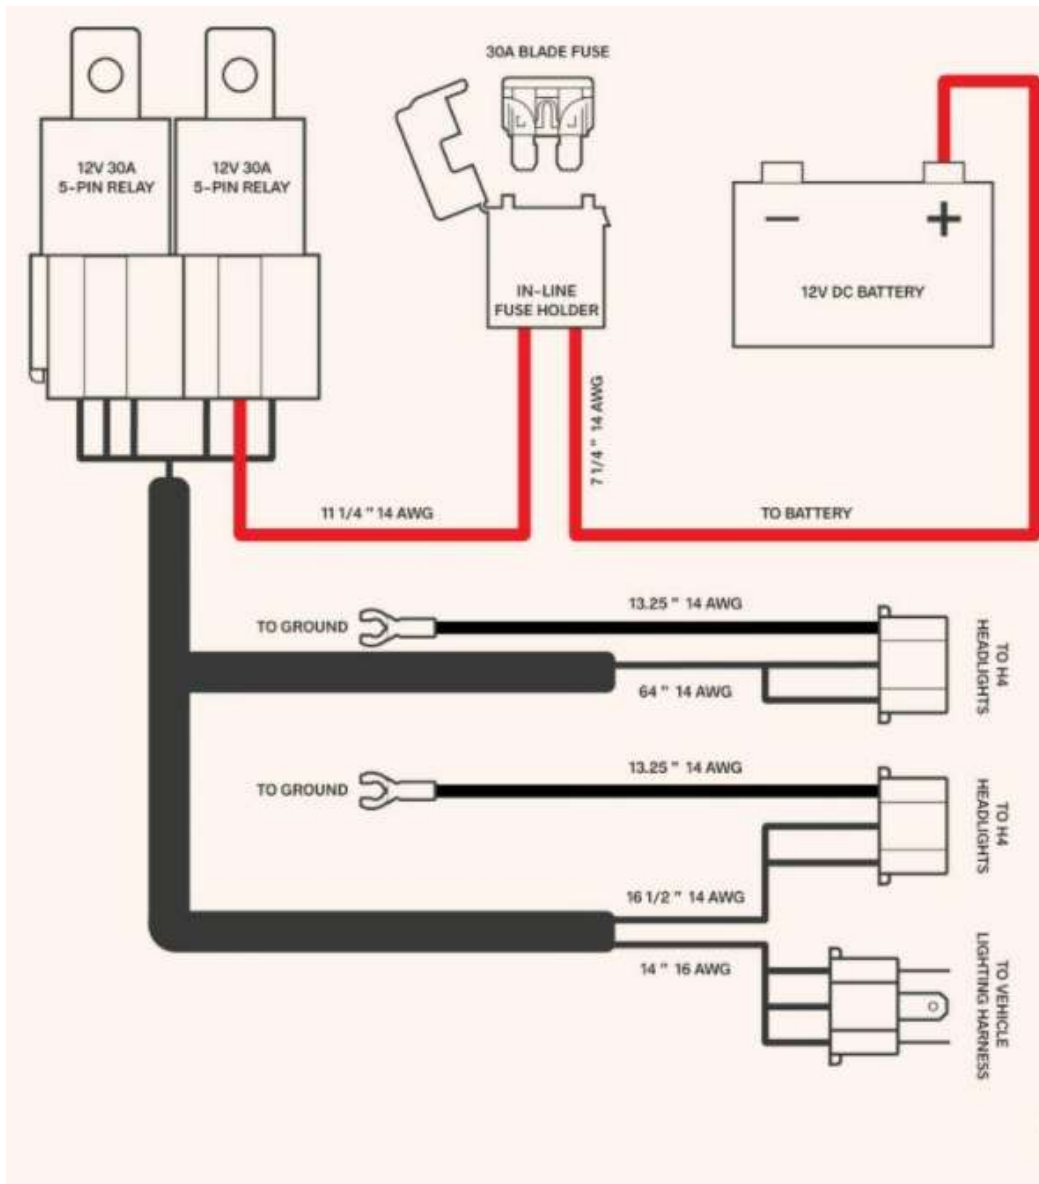 30A BLADE FUSE
12V 30A
5-PIN RELAY
12V 30A
5-PIN RELAY
− +
IN-LINE
FUSE HOLDER
12V DC BATTERY
7 1/4 " 14 AWG
11 1/4 " 14 AWG
TO BATTERY
13.25 " 14 AWG
TO GROUND
64 " 14 AWG
TO H4
HEADLIGHTS
13.25 " 14 AWG
TO GROUND
TO H4
HEADLIGHTS
16 1/2 " 14 AWG
14 " 16 AWG
TO VEHICLE
LIGHTING HARNESS